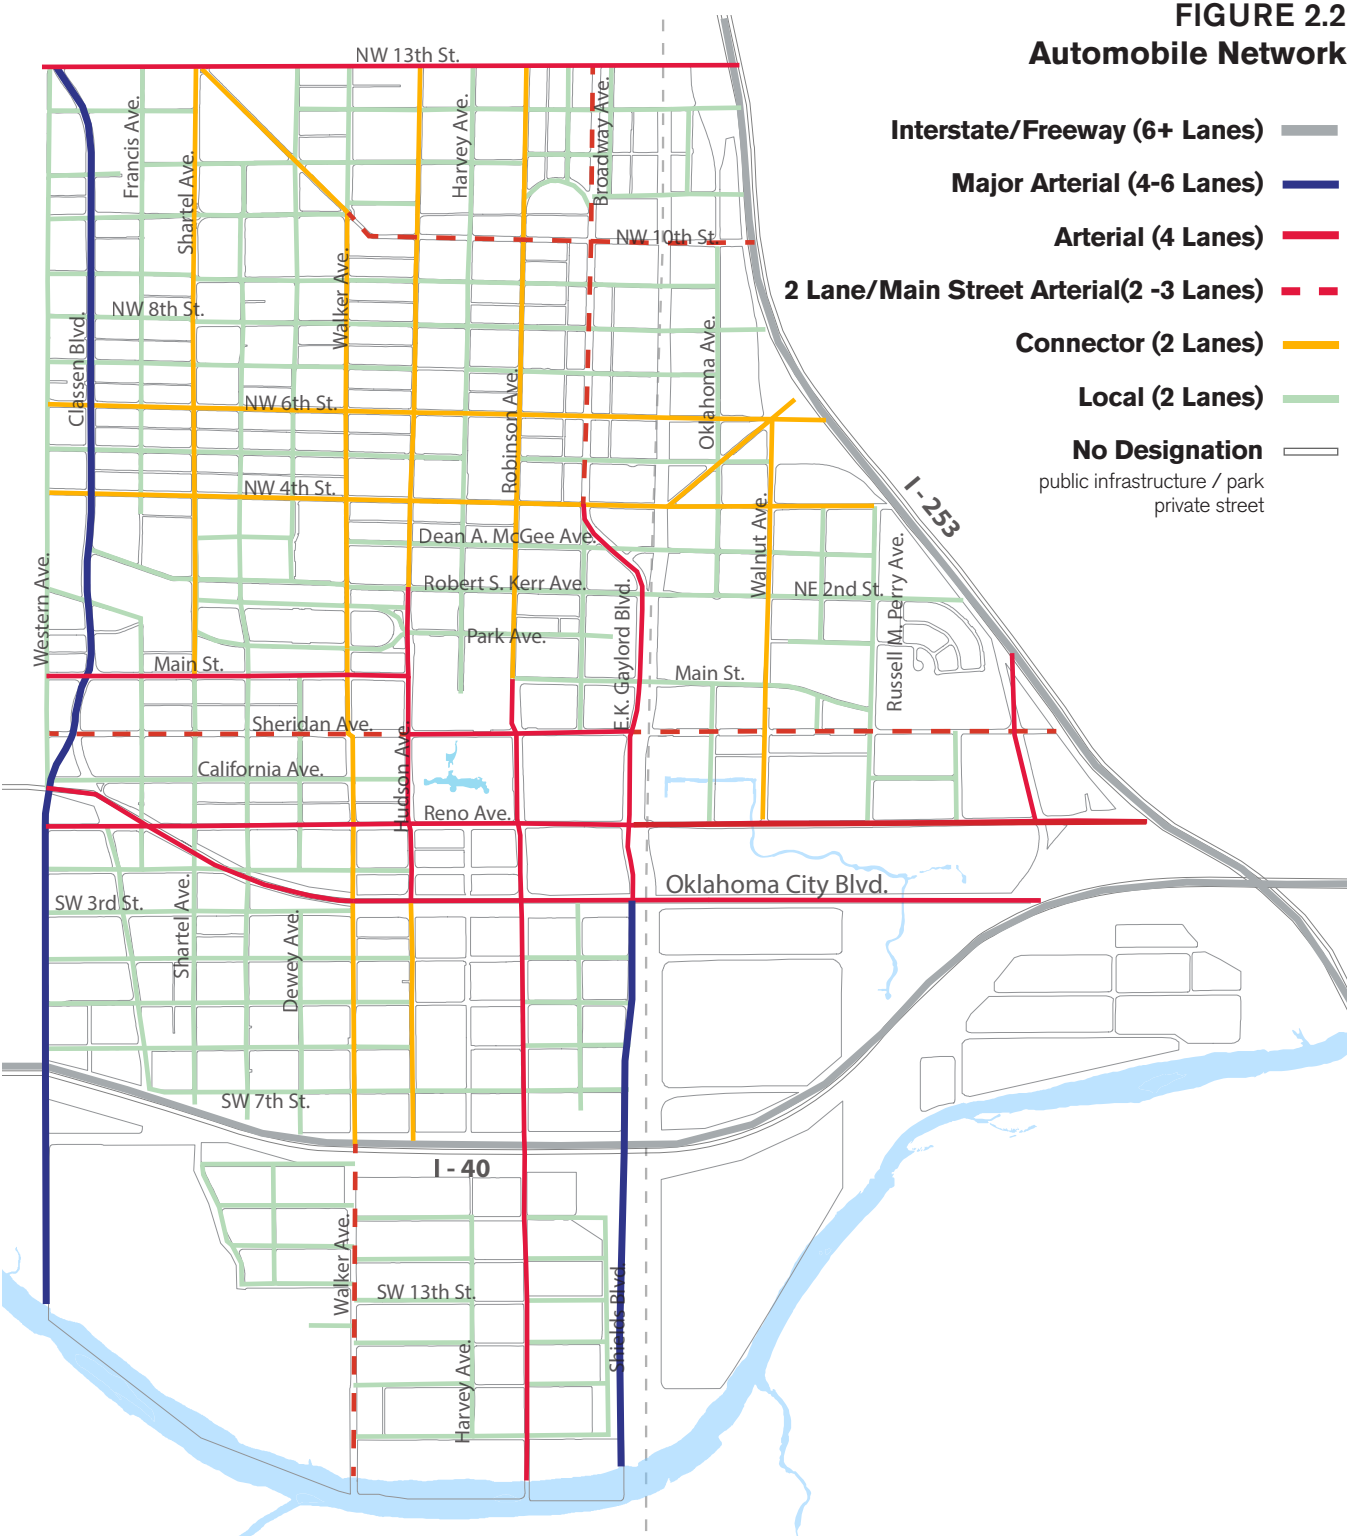 FIGURE 2.2
Automobile Network
Interstate/Freeway (6+ Lanes)
Major Arterial (4-6 Lanes)
Arterial (4 Lanes)
2 Lane/Main Street Arterial(2 -3 Lanes)
Connector (2 Lanes)
Local (2 Lanes)
No Designation
public infrastructure / park
private street
NW 13th St.
Francis Ave.
Shartel Ave.
Harvey Ave.
Broadway Ave.
NW 10th St.
Walker Ave.
NW 8th St.
Classen Blvd.
Oklahoma Ave.
Robinson Ave.
NW 6th St.
NW 4th St.
I - 253
Walnut Ave.
Dean A. McGee Ave.
Western Ave.
Robert S. Kerr Ave.
E.K. Gaylord Blvd.
NE 2nd St.
Russell M. Perry Ave.
Park Ave.
Main St.
Main St.
Sheridan Ave.
Hudson Ave.
California Ave.
Reno Ave.
Oklahoma City Blvd.
SW 3rd St.
Shartel Ave.
Dewey Ave.
SW 7th St.
I - 40
Walker Ave.
SW 13th St.
Shields Blvd.
Harvey Ave.